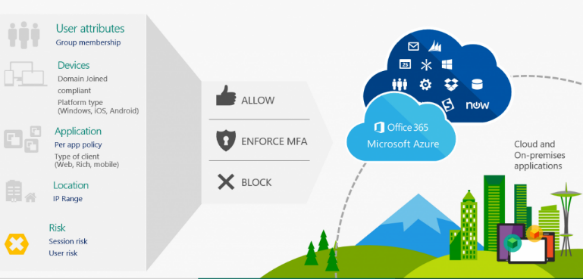 User attributes
Group membership
Devices
Domain Joined
compliant
Platform type
(Windows, iOS, Android)
Application
Per app policy
Type of client
(Web, Rich, mobile)
Location
IP Range
Risk
Session risk
User risk
ALLOW
ENFORCE MFA
BLOCK
now
Office 365
Microsoft Azure
Cloud and
On-premises
applications